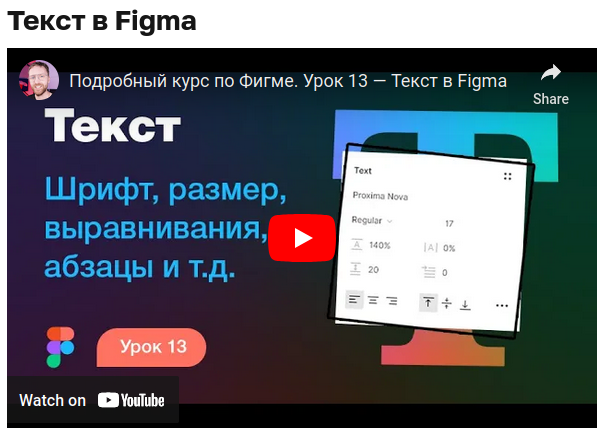 Текст в Figma
Подробный курс по Фигме. Урок 13 — Текст в Figma
Share
Текст
Шрифт, размер,
выравнивания,
абзацы и т.д.
Text
Proxima Nova
Regular 17
140% |A| 0%
20 0
Урок 13
Watch on YouTube